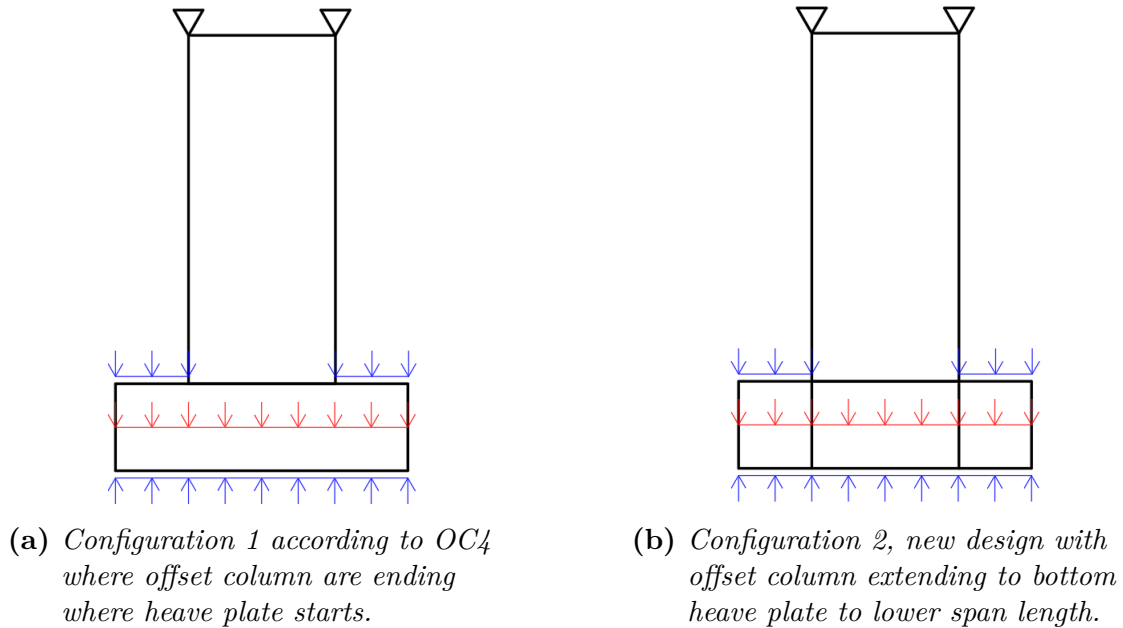 (a) Configuration 1 according to OC4
where offset column are ending
where heave plate starts.
(b) Configuration 2, new design with
offset column extending to bottom
heave plate to lower span length.